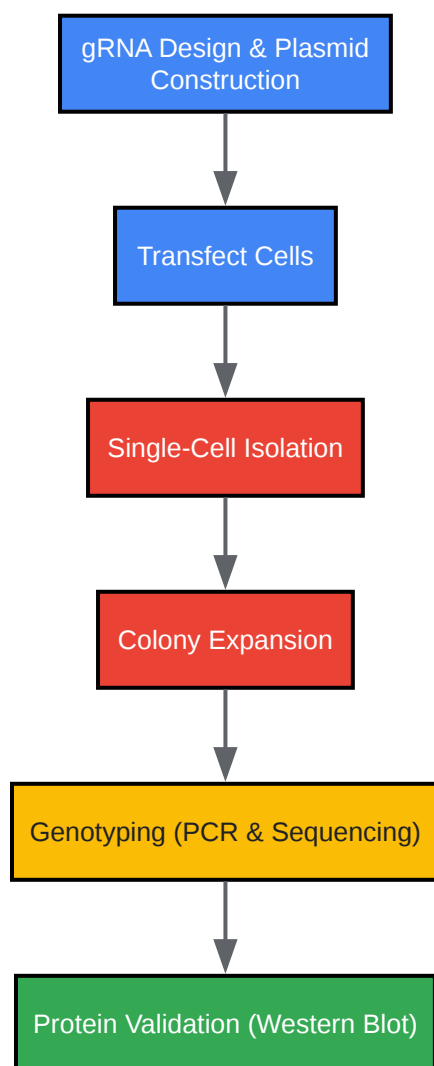 gRNA Design & Plasmid
Construction
Transfect Cells
Single-Cell Isolation
Colony Expansion
Genotyping (PCR & Sequencing)
Protein Validation (Western Blot)